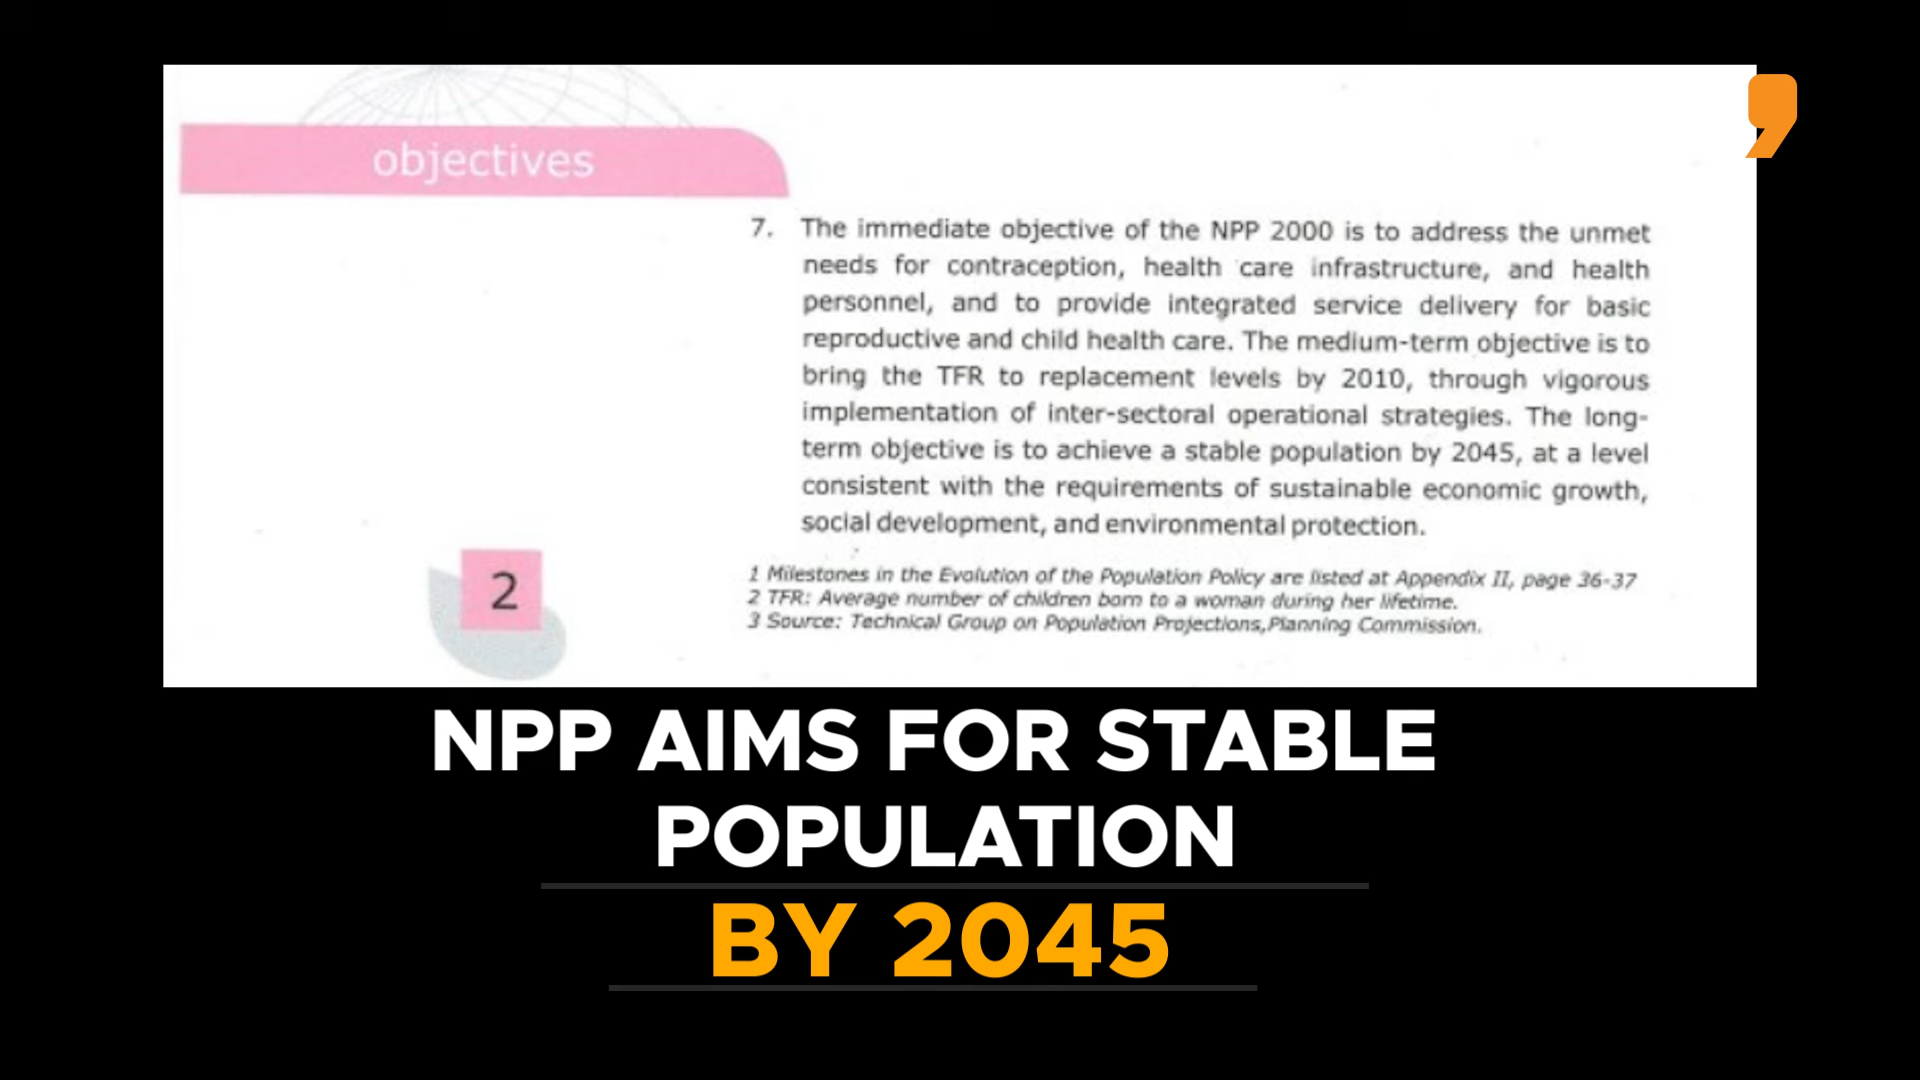 objectives
7. The immediate objective of the NPP 2000 is to address the unmet
needs for contraception, health care infrastructure, and health
personnel, and to provide integrated service delivery for basic
reproductive and child health care. The medium-term objective is to
bring the TFR to replacement levels by 2010, through vigorous
implementation of inter-sectoral operational strategies. The long-
term objective is to achieve a stable population by 2045, at a level
consistent with the requirements of sustainable economic growth,
social development, and environmental protection.
1 Milestones in the Evolution of the Population Policy are listed at Appendix II, page 36-37
2 TFR: Average number of children born to a woman during her lifetime.
3 Source: Technical Group on Population Projections,Planning Commission.
2
NPP AIMS FOR STABLE
POPULATION
BY 2045